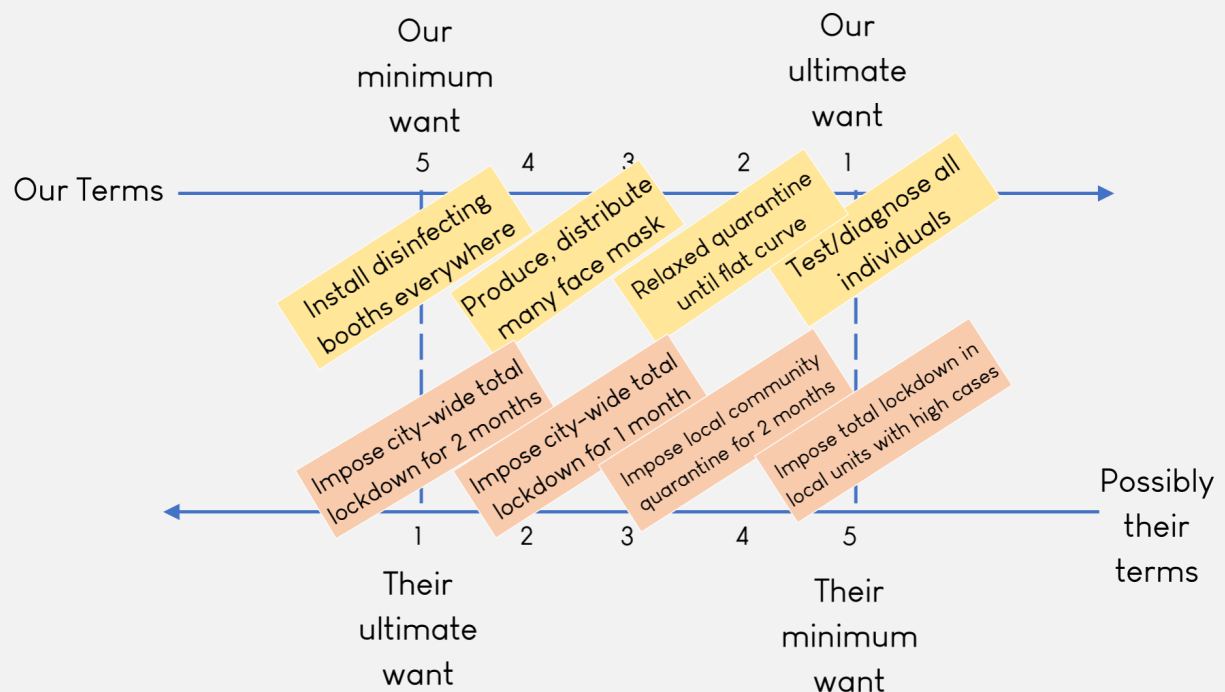 Our
minimum
want
Our
ultimate
want
5 4 3 2 1
Our Terms
Install disinfecting
booths everywhere
Produce, distribute
many face mask
Relaxed quarantine
until flat curve
Test/diagnose all
individuals
Impose city-wide total
lockdown for 2 months
Impose city-wide total
lockdown for 1 month
Impose local community
quarantine for 2 months
Impose total lockdown in
local units with high cases
Possibly
their
terms
1 2 3 4 5
Their
ultimate
want
Their
minimum
want